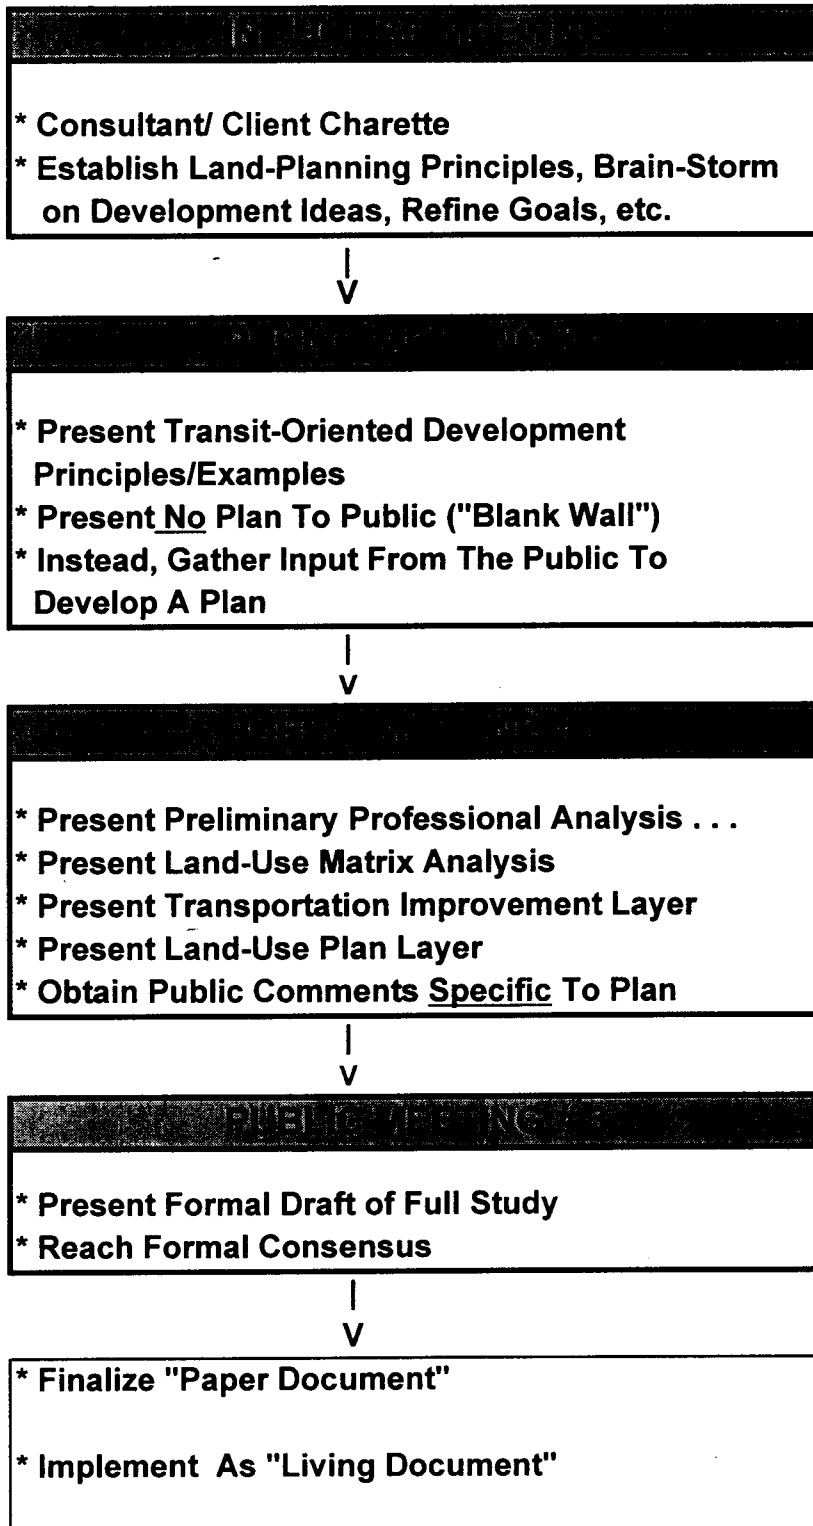 * Consultant/ Client Charette
* Establish Land-Planning Principles, Brain-Storm
on Development Ideas, Refine Goals, etc.
|
V
* Present Transit-Oriented Development
Principles/Examples
* Present No Plan To Public ("Blank Wall")
* Instead, Gather Input From The Public To
Develop A Plan
|
V
* Present Preliminary Professional Analysis . . .
* Present Land-Use Matrix Analysis
* Present Transportation Improvement Layer
* Present Land-Use Plan Layer
* Obtain Public Comments Specific To Plan
|
V
PUBLIC MEETING
* Present Formal Draft of Full Study
* Reach Formal Consensus
|
V
* Finalize "Paper Document"
* Implement As "Living Document"